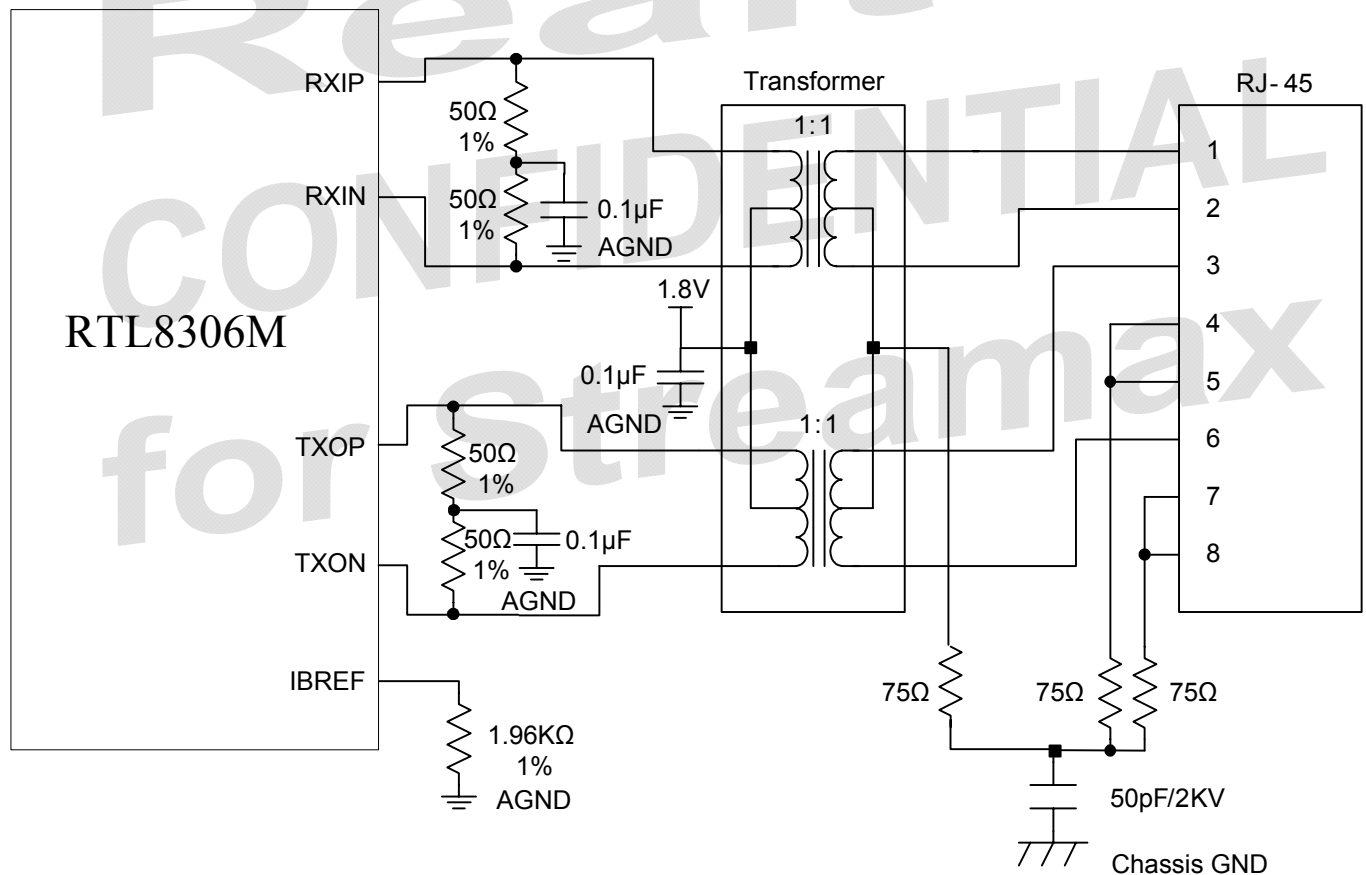 Realt
CONFIDENTIAL
for Streamax
RTL8306M
RXIP
RXIN
TXOP
TXON
IBREF
50Ω
1%
50Ω
1%
0.1µF
AGND
50Ω
1%
50Ω
1%
0.1µF
AGND
1.96KΩ
1%
AGND
1.8V
0.1µF
AGND
Transformer
1:1
1:1
RJ-45
1
2
3
4
5
6
7
8
75Ω
75Ω
75Ω
50pF/2KV
Chassis GND